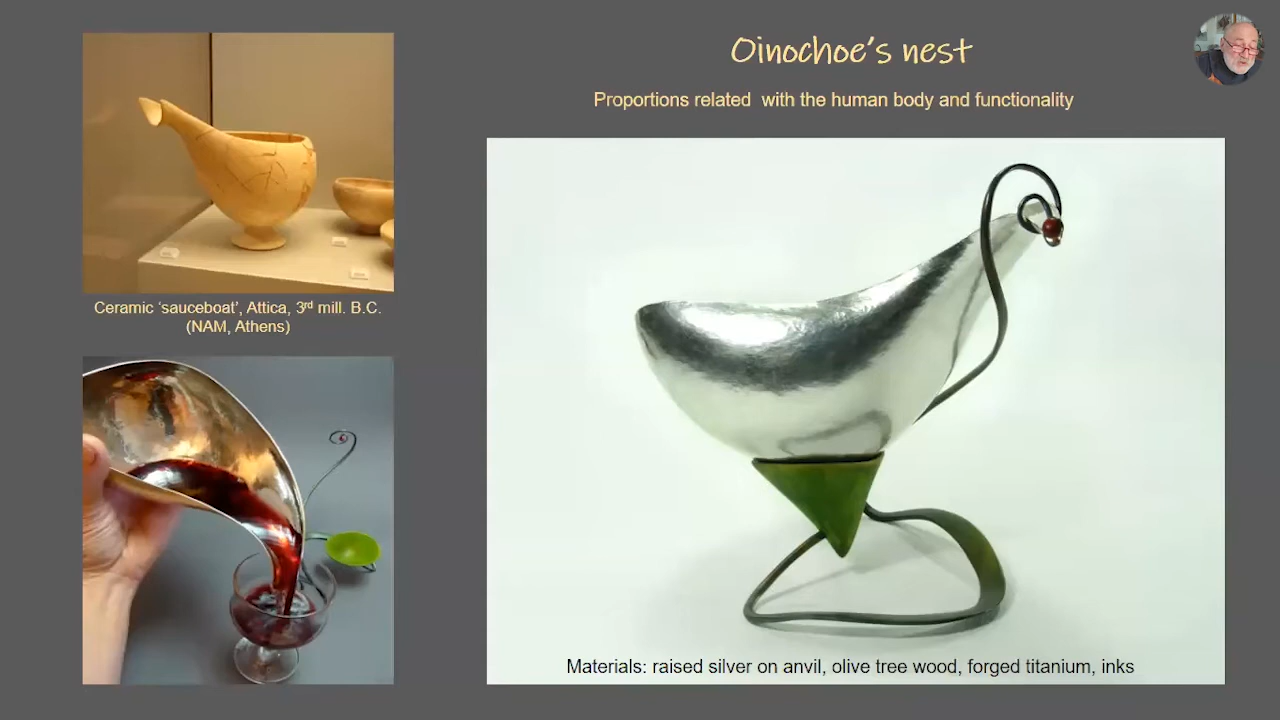 Oinochoe's nest
Proportions related  with the human body and functionality
Ceramic ‘sauceboat’, Attica, 3rd mill. B.C.
(NAM, Athens)
Materials: raised silver on anvil, olive tree wood, forged titanium, inks